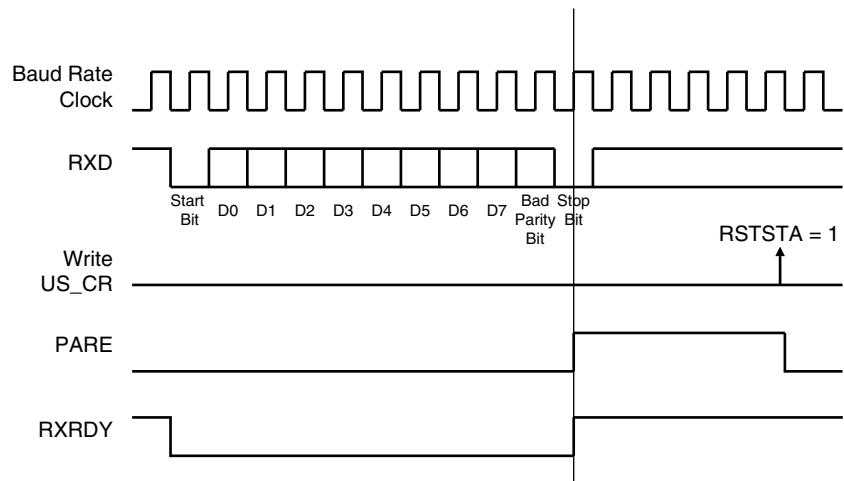 Baud Rate
Clock
RXD
Start
Bit
D0 D1 D2 D3 D4 D5 D6 D7
Bad
Parity
Bit
Stop
Bit
RSTSTA = 1
Write
US_CR
PARE
RXRDY